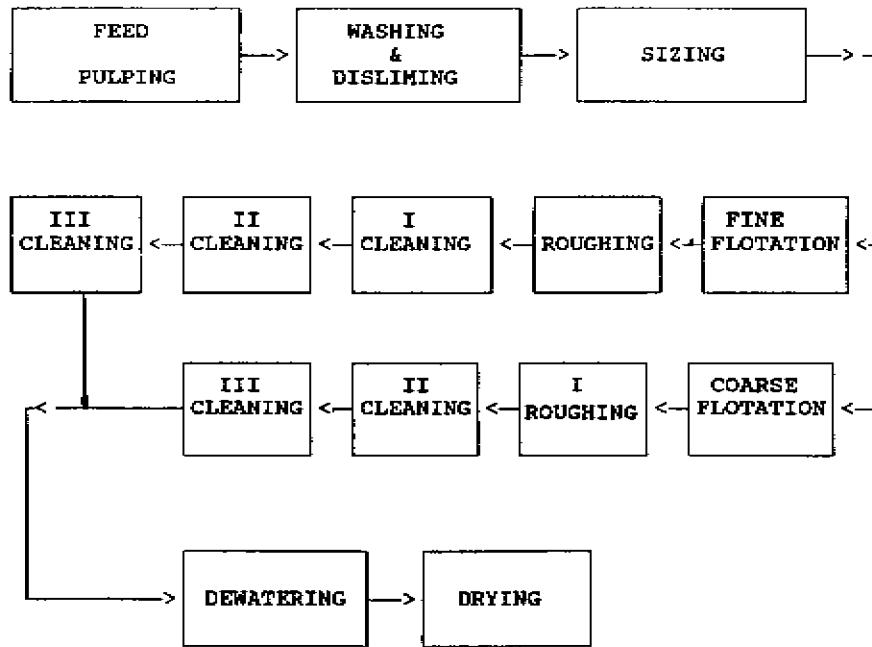 FEED
PULPING
WASHING
&
DISLIMING
SIZING
III
CLEANING
II
CLEANING
I
CLEANING
ROUGHING
FINE
FLOTATION
III
CLEANING
II
CLEANING
I
ROUGHING
COARSE
FLOTATION
DEWATERING
DRYING